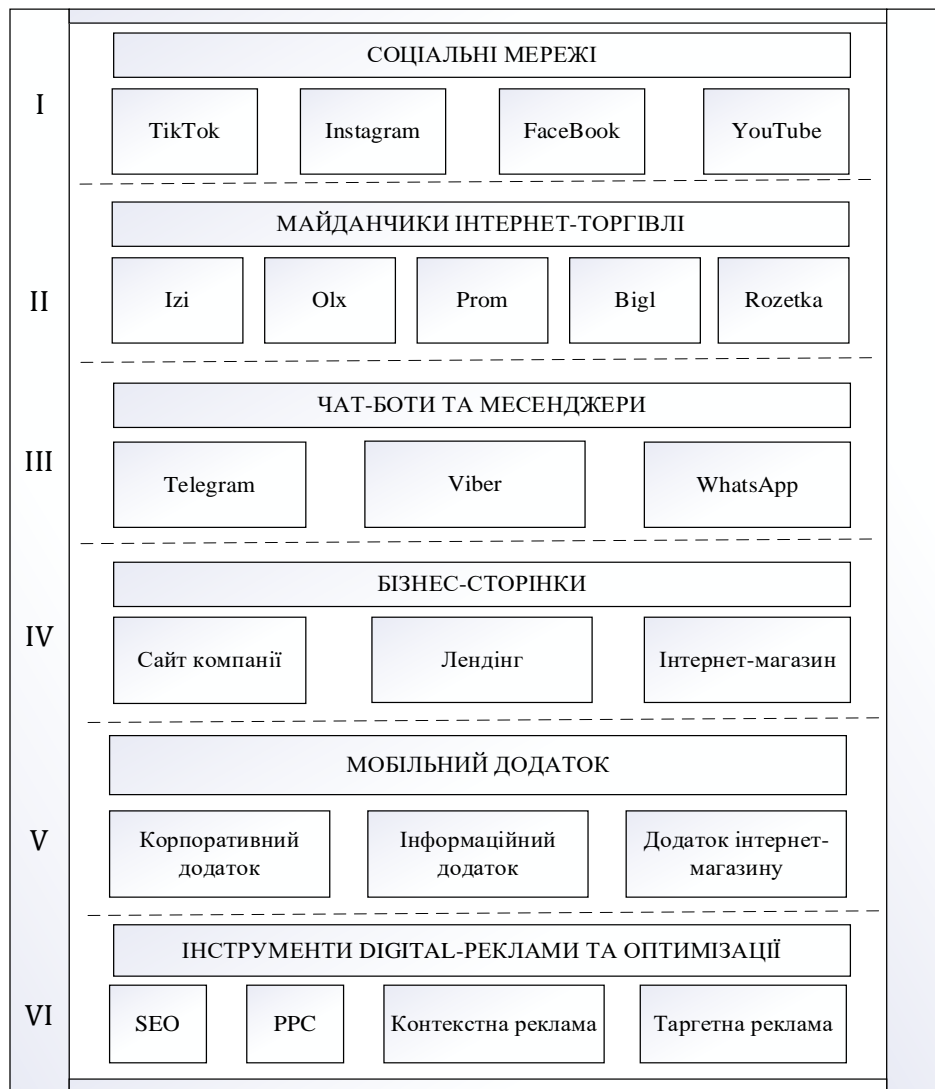 СОЦІАЛЬНІ МЕРЕЖІ
I
TikTok
Instagram
FaceBook
YouTube
МАЙДАНЧИКИ ІНТЕРНЕТ-ТОРГІВЛІ
II
Izi
Olx
Prom
Bigl
Rozetka
ЧАТ-БОТИ ТА МЕСЕНДЖЕРИ
III
Telegram
Viber
WhatsApp
БІЗНЕС-СТОРІНКИ
IV
Сайт компанії
Лендінг
Інтернет-магазин
МОБІЛЬНИЙ ДОДАТОК
V
Корпоративний
додаток
Інформаційний
додаток
Додаток інтернет-
магазину
ІНСТРУМЕНТИ DIGITAL-РЕКЛАМИ ТА ОПТИМІЗАЦІЇ
VI
SEO
PPC
Контекстна реклама
Таргетна реклама